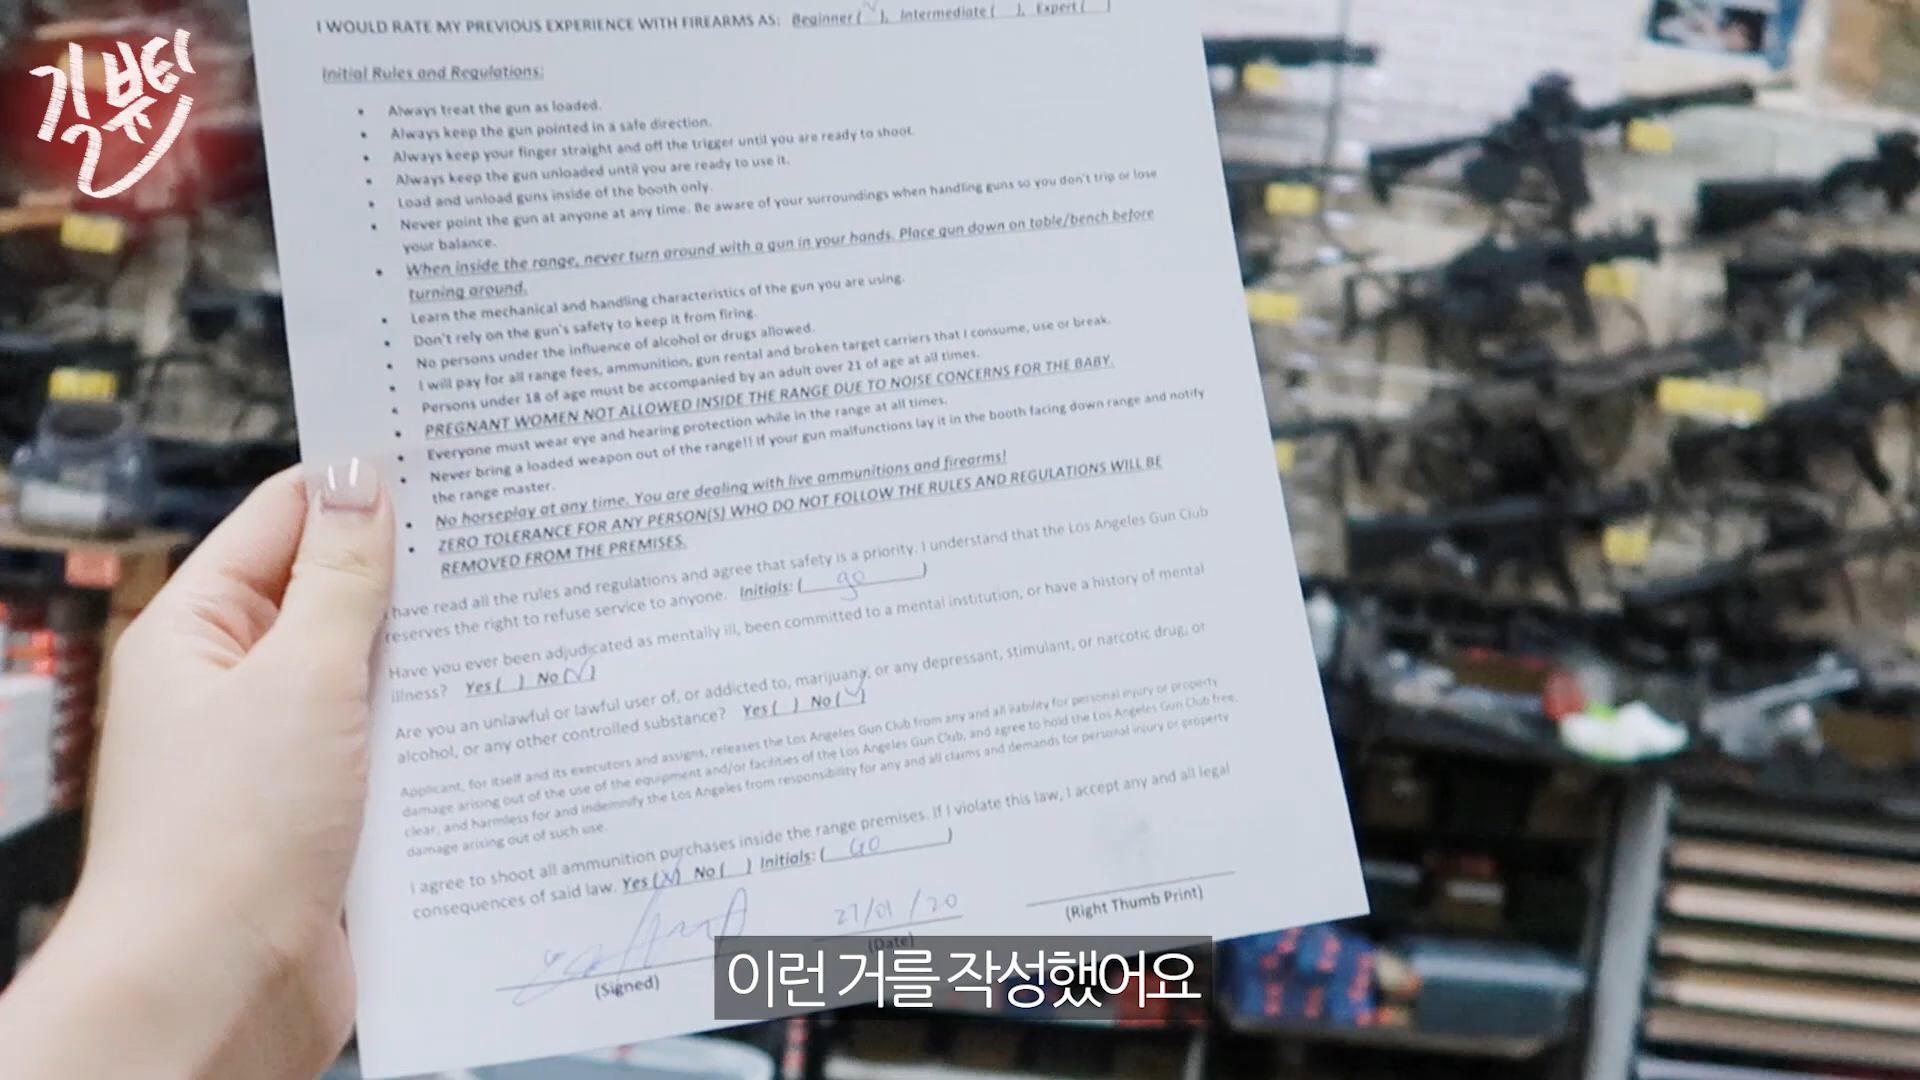 길뷰티
I WOULD RATE MY PREVIOUS EXPERIENCE WITH FIREARMS AS: Beginner (✓), Intermediate ( ), Expert ( )
Initial Rules and Regulations:
• Always treat the gun as loaded.
• Always keep the gun pointed in a safe direction.
• Always keep your finger straight and off the trigger until you are ready to shoot.
• Always keep the gun unloaded until you are ready to use it.
• Load and unload guns inside of the booth only.
• Never point the gun at anyone at any time. Be aware of your surroundings when handling guns so you don't trip or lose
your balance.
• When inside the range, never turn around with a gun in your hands. Place gun down on table/bench before
turning around.
• Learn the mechanical and handling characteristics of the gun you are using.
• Don't rely on the gun's safety to keep it from firing.
• No persons under the influence of alcohol or drugs allowed.
• I will pay for all range fees, ammunition, gun rental and broken target carriers that I consume, use or break.
• Persons under 18 of age must be accompanied by an adult over 21 of age at all times.
• PREGNANT WOMEN NOT ALLOWED INSIDE THE RANGE DUE TO NOISE CONCERNS FOR THE BABY.
• Everyone must wear eye and hearing protection while in the range at all times.
• Never bring a loaded weapon out of the range!! If your gun malfunctions lay it in the booth facing down range and notify
the range master.
• No horseplay at any time. You are dealing with live ammunitions and firearms!
• ZERO TOLERANCE FOR ANY PERSON(S) WHO DO NOT FOLLOW THE RULES AND REGULATIONS WILL BE
REMOVED FROM THE PREMISES.
I have read all the rules and regulations and agree that safety is a priority. I understand that the Los Angeles Gun Club
reserves the right to refuse service to anyone. Initials: ( go )
Have you ever been adjudicated as mentally ill, been committed to a mental institution, or have a history of mental
illness? Yes ( ) No (✓)
Are you an unlawful or lawful user of, or addicted to, marijuana, or any depressant, stimulant, or narcotic drug, or
alcohol, or any other controlled substance? Yes ( ) No (✓)
Applicant, for itself and its executors and assigns, releases the Los Angeles Gun Club from any and all liability for personal injury or property
damage arising out of the use of the equipment and/or facilities of the Los Angeles Gun Club, and agree to hold the Los Angeles Gun Club free,
clear, and harmless for and indemnify the Los Angeles from responsibility for any and all claims and demands for personal injury or property
damage arising out of such use.
I agree to shoot all ammunition purchases inside the range premises. If I violate this law, I accept any and all legal
consequences of said law. Yes (✓) No ( ) Initials: ( GO )
27/01/20
(Signed) (Date) (Right Thumb Print)
이런 거를 작성했어요